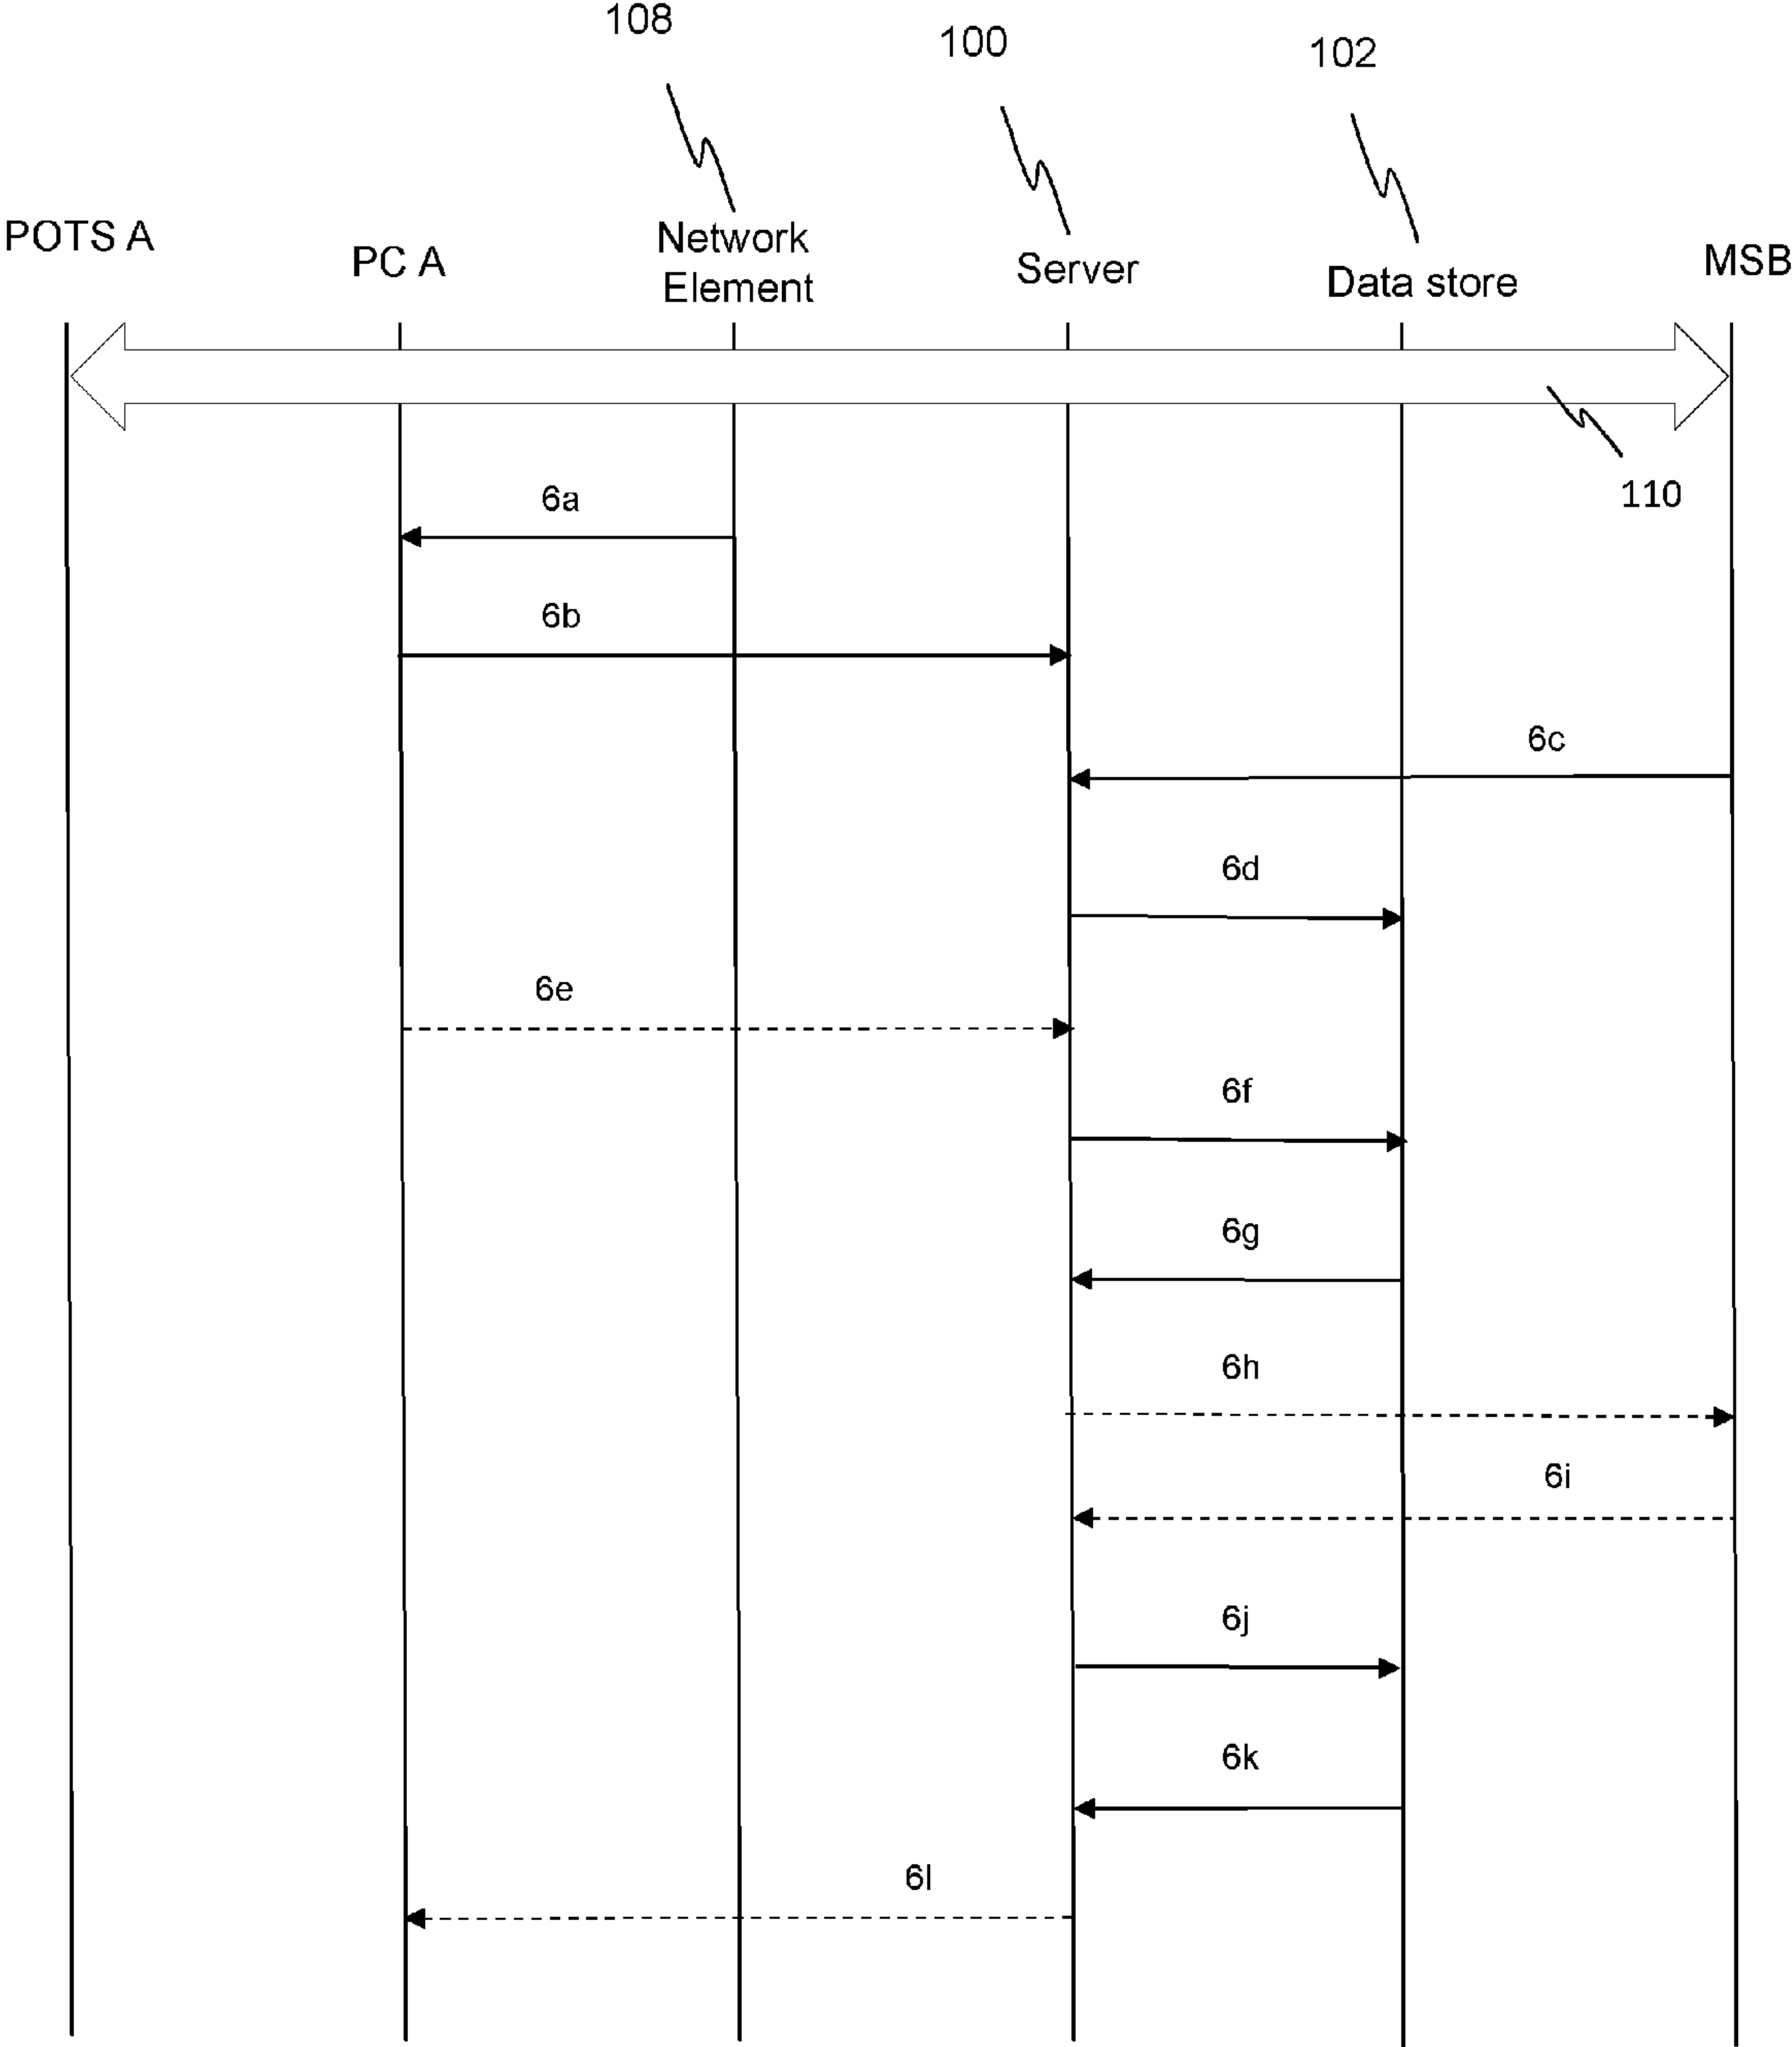 108
100
102
POTS A
PC A
Network
Element
Server
Data store
MSB
110
6a
6b
6c
6d
6e
6f
6g
6h
6i
6j
6k
6l